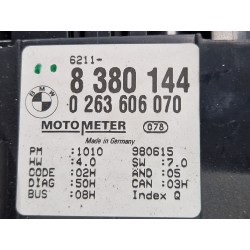 6211-
BMW
8 380 144
0 263 606 070
MOTOMETER 078
Made in Germany
PM : 1010 980615
HW : 4.0 SW : 7.0
CODE : 02H AND : 05
DIAG : 50H CAN : 03H
BUS : 08H Index Q